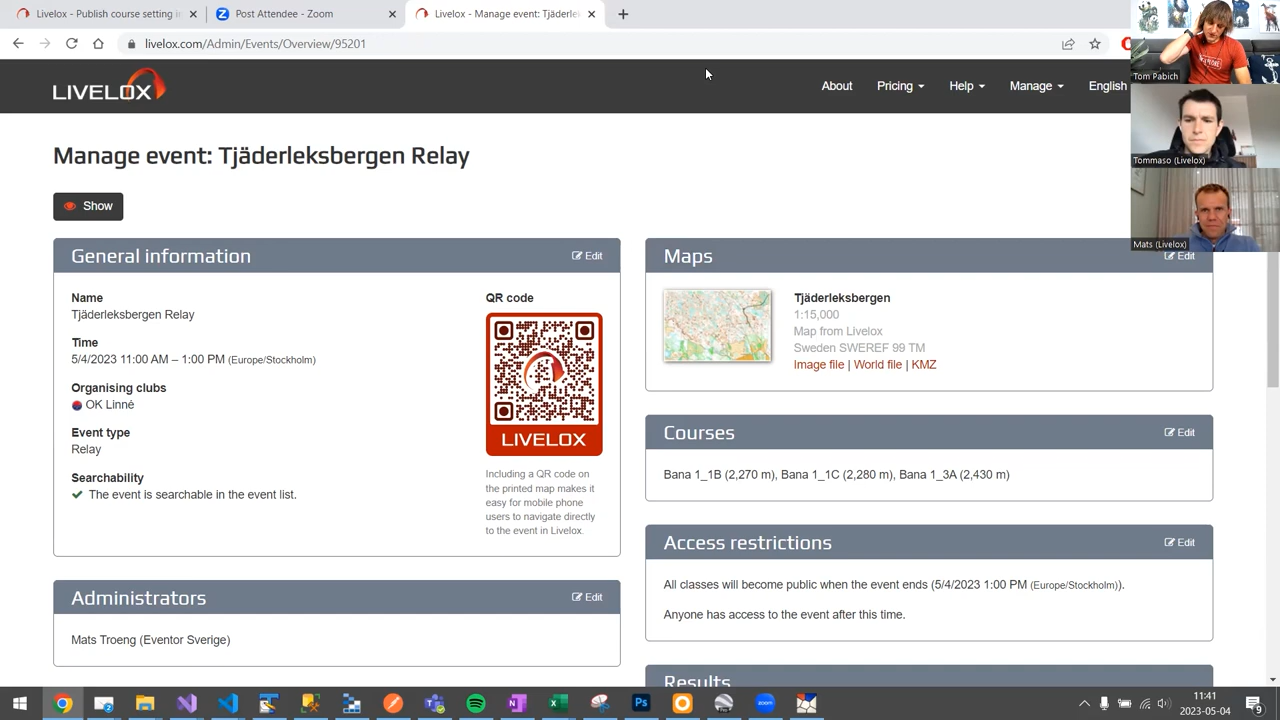 Livelox - Publish course setting in
Post Attendee - Zoom
Livelox - Manage event: Tjäderlek
livelox.com/Admin/Events/Overview/95201
LIVELOX
About
Pricing
Help
Manage
English
Tom Pabich
Tommaso (Livelox)
Mats (Livelox)
Manage event: Tjäderleksbergen Relay
Show
General information
Edit
Name
Tjäderleksbergen Relay
Time
5/4/2023 11:00 AM – 1:00 PM (Europe/Stockholm)
Organising clubs
OK Linné
Event type
Relay
Searchability
The event is searchable in the event list.
QR code
LIVELOX
Including a QR code on
the printed map makes it
easy for mobile phone
users to navigate directly
to the event in Livelox.
Administrators
Edit
Mats Troeng (Eventor Sverige)
Maps
Edit
Tjäderleksbergen
1:15,000
Map from Livelox
Sweden SWEREF 99 TM
Image file | World file | KMZ
Courses
Edit
Bana 1_1B (2,270 m), Bana 1_1C (2,280 m), Bana 1_3A (2,430 m)
Access restrictions
Edit
All classes will become public when the event ends (5/4/2023 1:00 PM (Europe/Stockholm)).
Anyone has access to the event after this time.
Results
11:41
2023-05-04